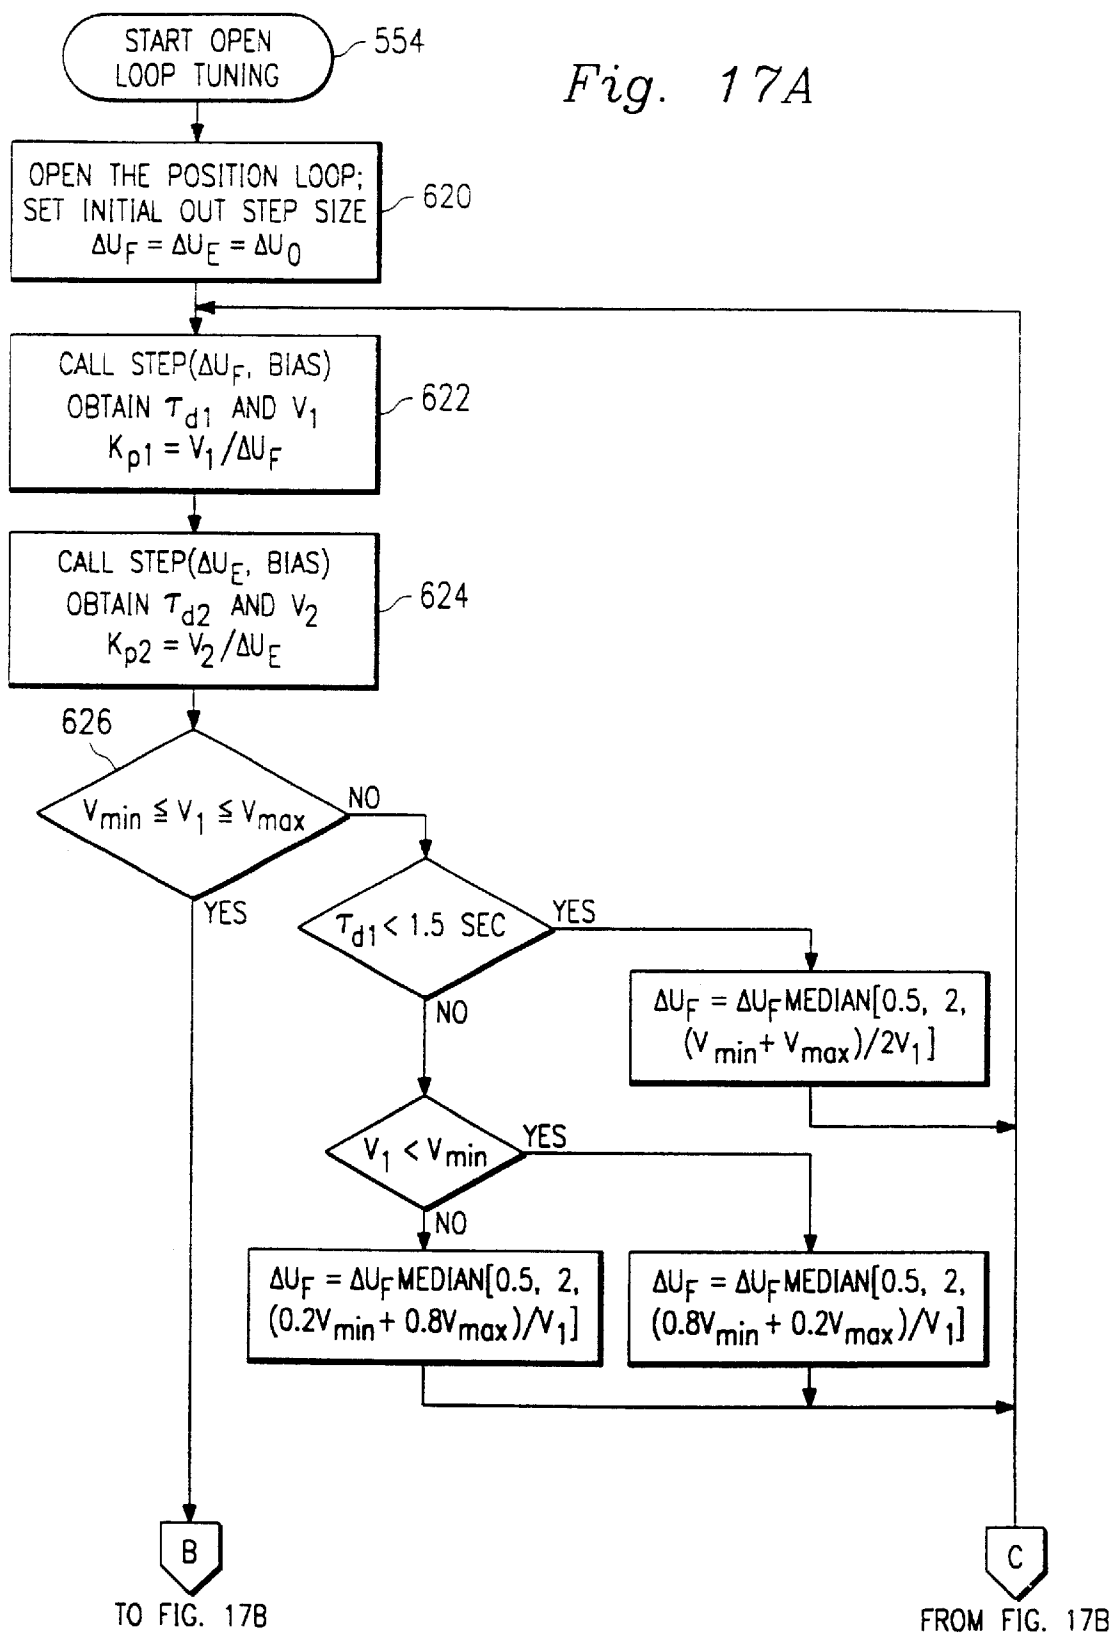 START OPEN
LOOP TUNING
554
Fig. 17A
OPEN THE POSITION LOOP;
SET INITIAL OUT STEP SIZE
ΔU_F = ΔU_E = ΔU_0
620
CALL STEP(ΔU_F, BIAS)
OBTAIN τ_d1 AND V_1
K_p1 = V_1/ΔU_F
622
CALL STEP(ΔU_E, BIAS)
OBTAIN τ_d2 AND V_2
K_p2 = V_2/ΔU_E
624
626
V_min ≦ V_1 ≦ V_max
NO
YES
τ_d1 < 1.5 SEC
YES
NO
ΔU_F = ΔU_F MEDIAN[0.5, 2,
(V_min + V_max)/2V_1]
V_1 < V_min
YES
NO
ΔU_F = ΔU_F MEDIAN[0.5, 2,
(0.2V_min + 0.8V_max)/V_1]
ΔU_F = ΔU_F MEDIAN[0.5, 2,
(0.8V_min + 0.2V_max)/V_1]
B
TO FIG. 17B
C
FROM FIG. 17B